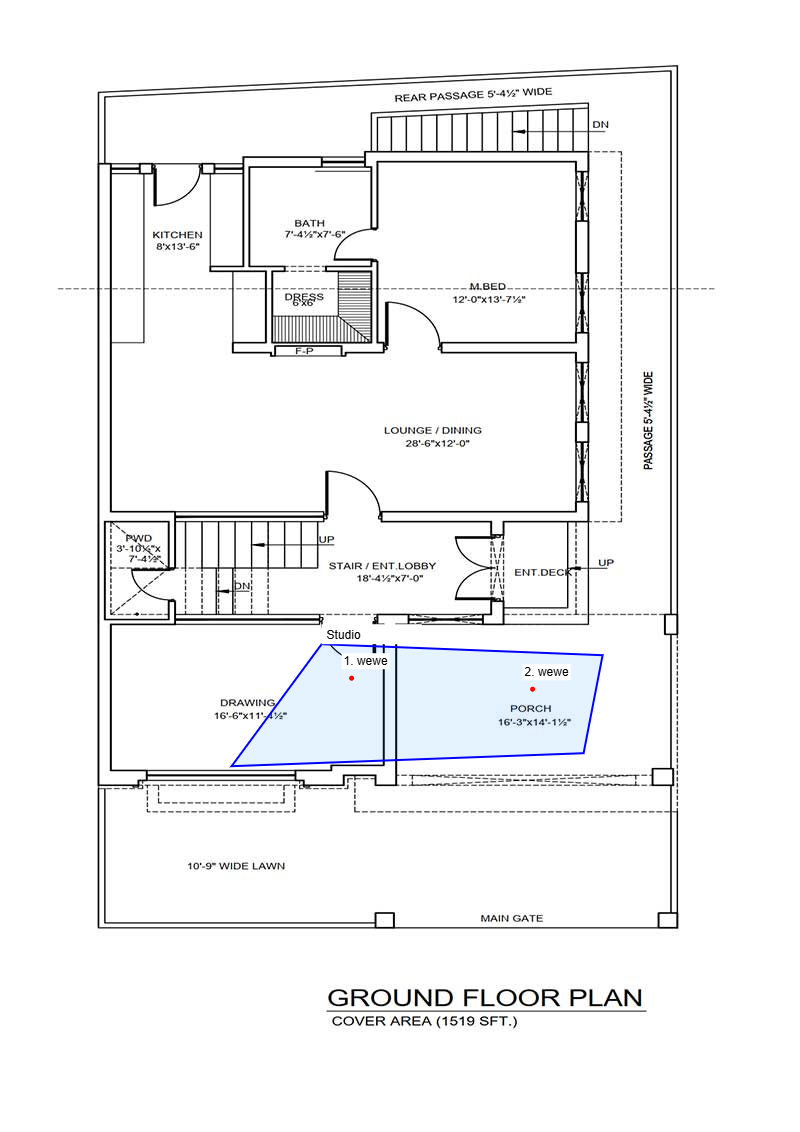 REAR PASSAGE 5'-4½" WIDE
DN
BATH
7'-4½"x7'-6"
KITCHEN
8'x13'-6"
M.BED
12'-0"x13'-7½"
DRESS
6'x6'
F-P
PASSAGE 5'-4½" WIDE
LOUNGE / DINING
28'-6"x12'-0"
PWD
3'-10½"x
7'-4½"
UP
STAIR / ENT.LOBBY
18'-4½"x7'-0"
DN
ENT.DECK
UP
Studio
1. wewe
2. wewe
DRAWING
16'-6"x11'-4½"
PORCH
16'-3"x14'-1½"
10'-9" WIDE LAWN
MAIN GATE
GROUND FLOOR PLAN
COVER AREA (1519 SFT.)